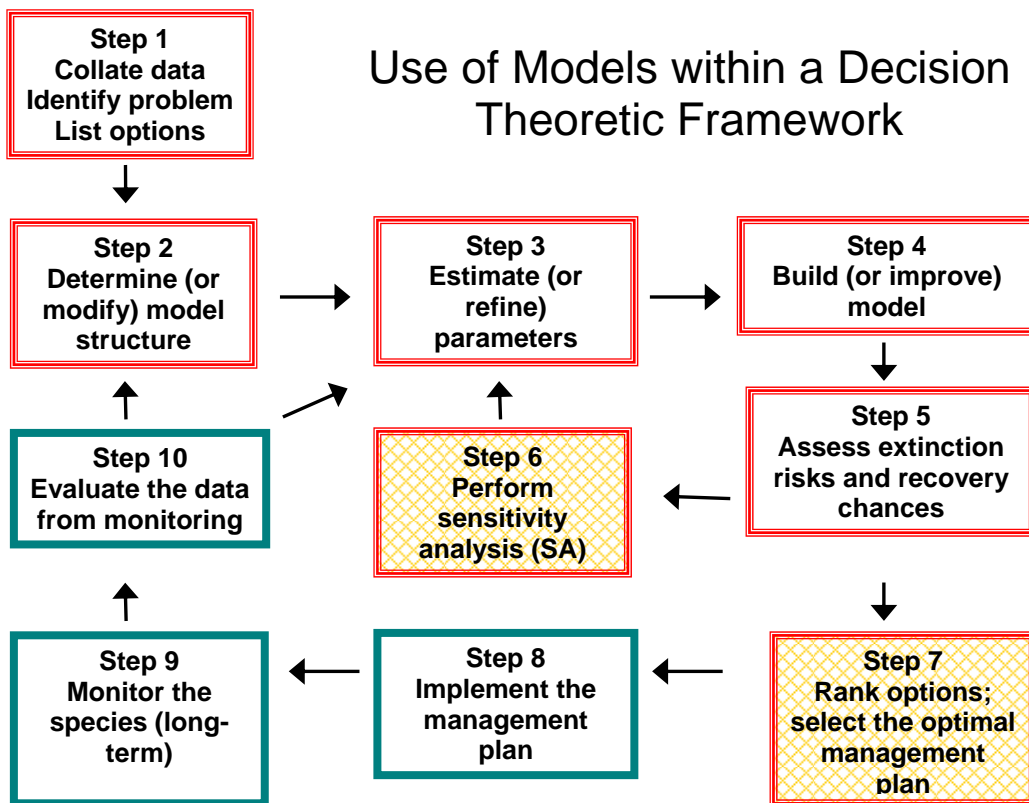 Step 1
Collate data
Identify problem
List options
Use of Models within a Decision
Theoretic Framework
Step 2
Determine (or
modify) model
structure
Step 3
Estimate (or
refine)
parameters
Step 4
Build (or improve)
model
Step 5
Assess extinction
risks and recovery
chances
Step 6
Perform
sensitivity
analysis (SA)
Step 10
Evaluate the data
from monitoring
Step 9
Monitor the
species (long-
term)
Step 8
Implement the
management
plan
Step 7
Rank options;
select the optimal
management
plan